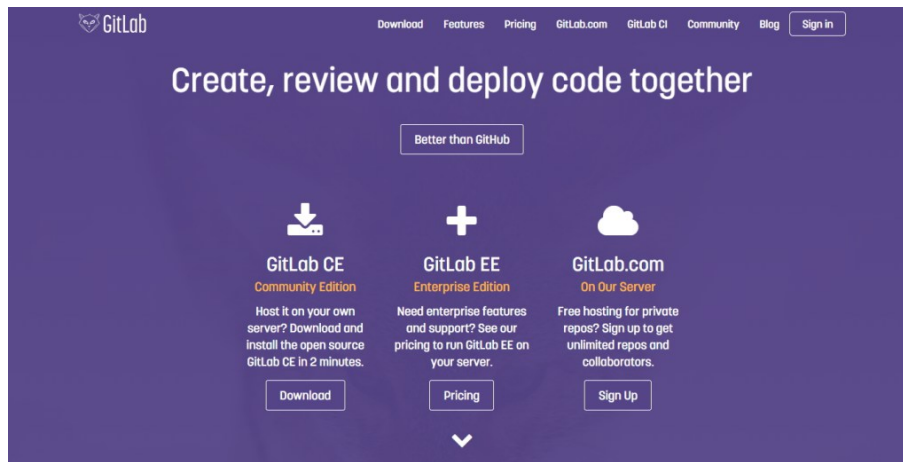 GitLab
Download Features Pricing GitLab.com GitLab CI Community Blog Sign in
Create, review and deploy code together
Better than GitHub
GitLab CE
Community Edition
Host it on your own
server? Download and
install the open source
GitLab CE in 2 minutes.
Download
GitLab EE
Enterprise Edition
Need enterprise features
and support? See our
pricing to run GitLab EE on
your server.
Pricing
GitLab.com
On Our Server
Free hosting for private
repos? Sign up to get
unlimited repos and
collaborators.
Sign Up